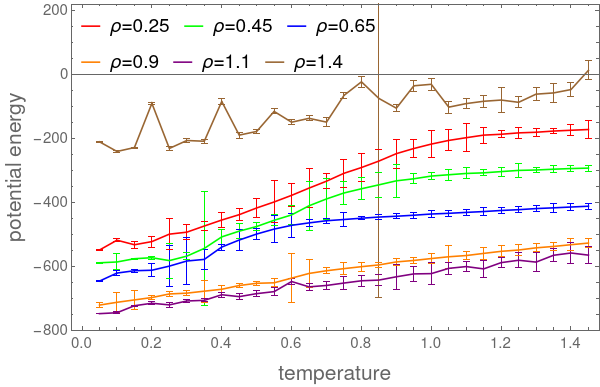 200
ρ=0.25 ρ=0.45 ρ=0.65
ρ=0.9 ρ=1.1 ρ=1.4
0
−200
−400
−600
−800
potential energy
0.0 0.2 0.4 0.6 0.8 1.0 1.2 1.4
temperature